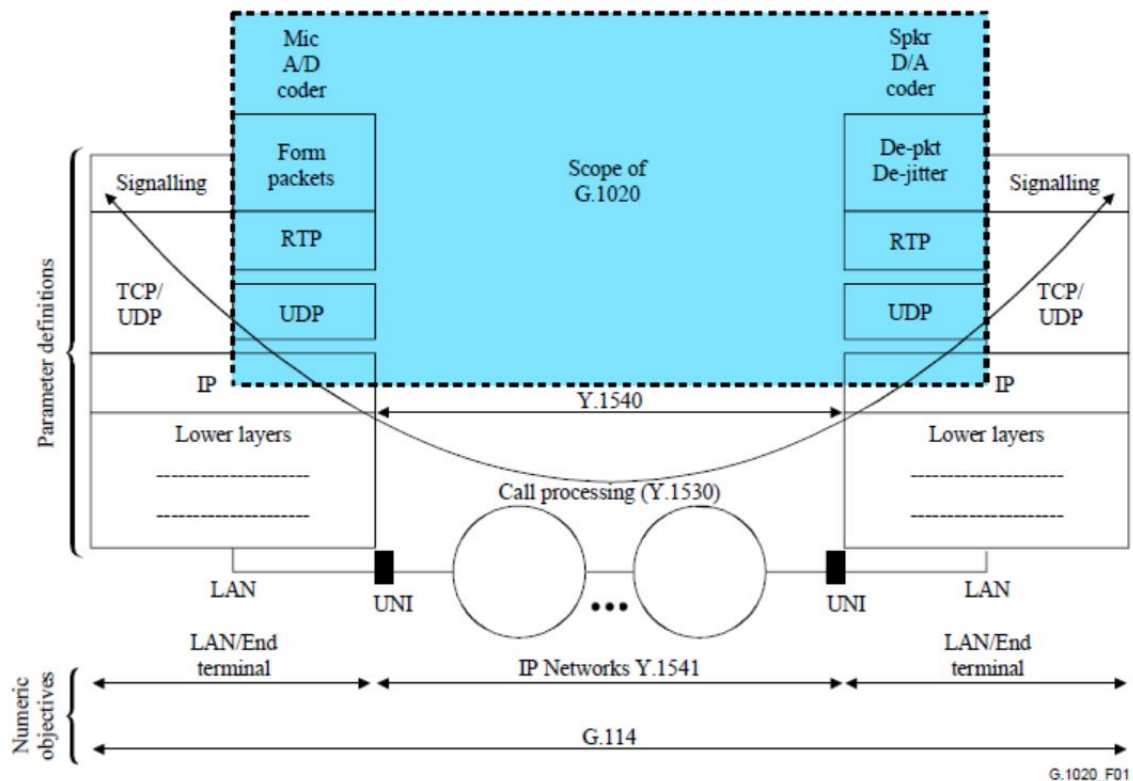 Mic
A/D
coder
Spkr
D/A
coder
Form
packets
Scope of
G.1020
De-pkt
De-jitter
Signalling
Signalling
RTP
RTP
TCP/
UDP
UDP
UDP
TCP/
UDP
Parameter definitions
IP
IP
Y.1540
Lower layers
Lower layers
Call processing (Y.1530)
LAN
UNI
•••
UNI
LAN
LAN/End
terminal
IP Networks Y.1541
LAN/End
terminal
Numeric
objectives
G.114
G.1020_F01